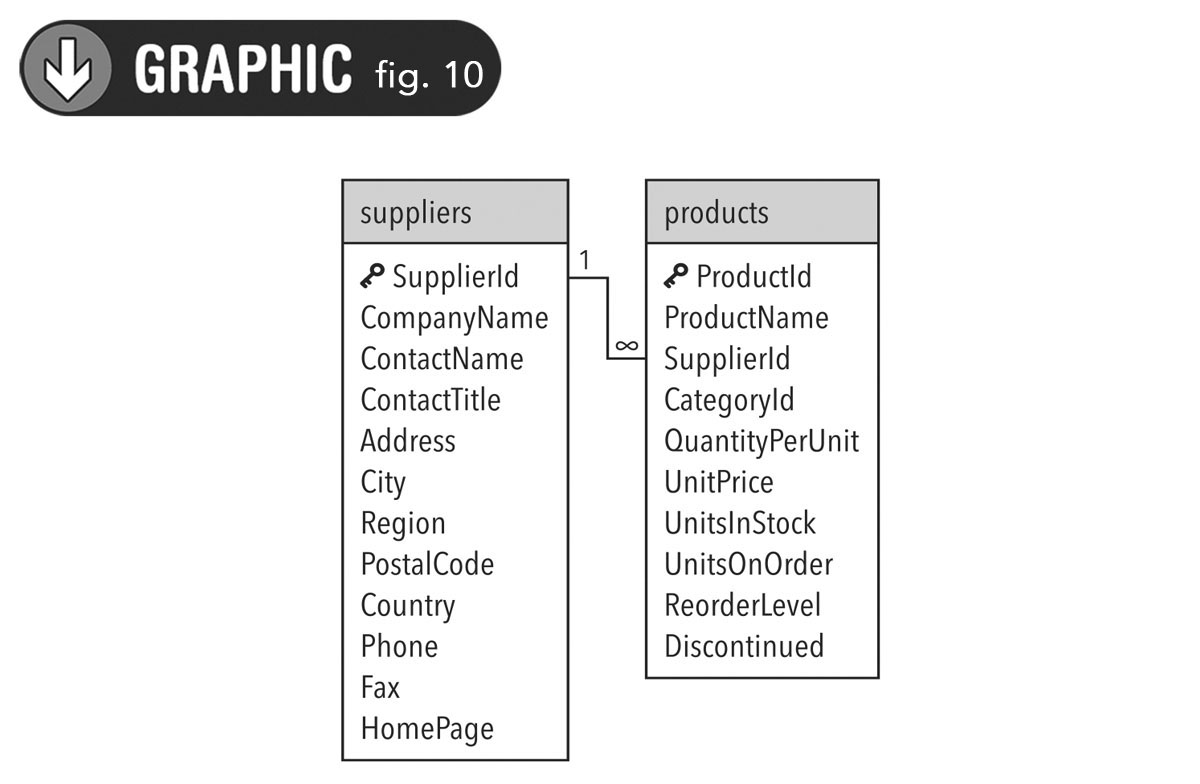 GRAPHIC fig. 10
suppliers
SupplierId
CompanyName
ContactName
ContactTitle
Address
City
Region
PostalCode
Country
Phone
Fax
HomePage
1
∞
products
ProductId
ProductName
SupplierId
CategoryId
QuantityPerUnit
UnitPrice
UnitsInStock
UnitsOnOrder
ReorderLevel
Discontinued